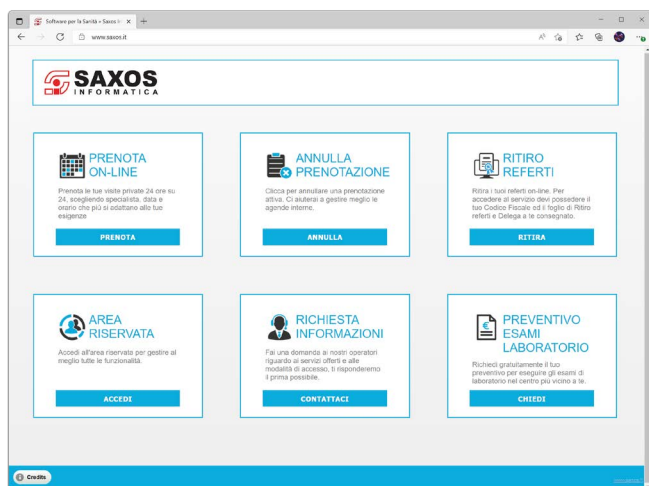 Software per la Sanità » Saxos In
www.saxos.it
SAXOS
INFORMATICA
PRENOTA
ON-LINE
Prenota le tue visite private 24 ore su
24, scegliendo specialista, data e
orario che più si adattano alle tue
esigenze
PRENOTA
ANNULLA
PRENOTAZIONE
Clicca per annullare una prenotazione
attiva. Ci aiuterai a gestire meglio le
agende interne.
ANNULLA
RITIRO
REFERTI
Ritira i tuoi referti on-line. Per
accedere al servizio devi possedere il
tuo Codice Fiscale ed il foglio di Ritiro
referti e Delega a te consegnato.
RITIRA
AREA
RISERVATA
Accedi all'area riservata per gestire al
meglio tutte le funzionalità.
ACCEDI
RICHIESTA
INFORMAZIONI
Fai una domanda ai nostri operatori
riguardo ai servizi offerti e alle
modalità di accesso, ti risponderemo
il prima possibile.
CONTATTACI
PREVENTIVO
ESAMI
LABORATORIO
Richiedi gratuitamente il tuo
preventivo per eseguire gli esami di
laboratorio nel centro più vicino a te.
CHIEDI
Credits